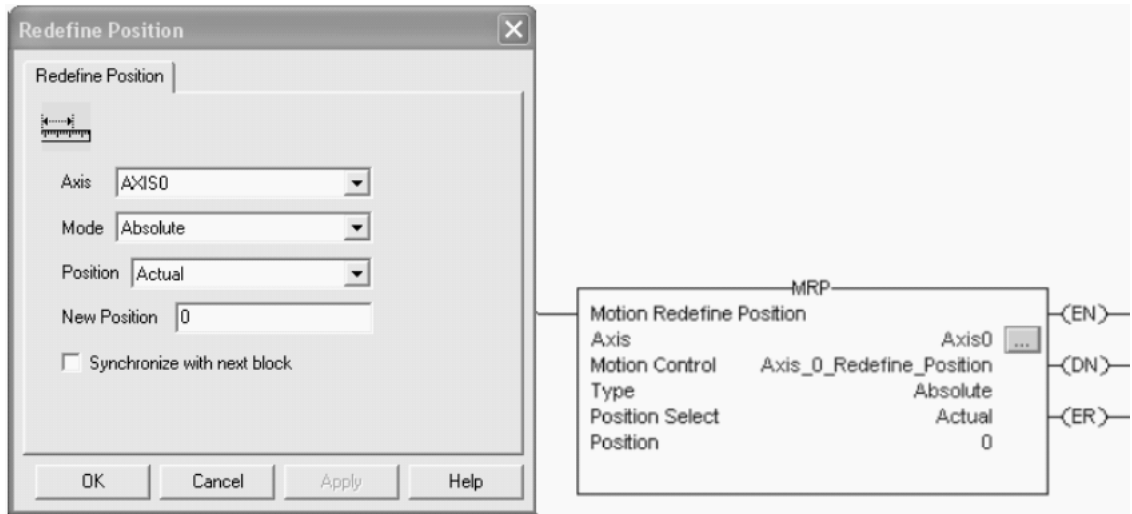 Redefine Position
Redefine Position
Axis AXIS0
Mode Absolute
Position Actual
New Position 0
Synchronize with next block
OK Cancel Apply Help
MRP
Motion Redefine Position (EN)
Axis Axis0 ...
Motion Control Axis_0_Redefine_Position (DN)
Type Absolute
Position Select Actual (ER)
Position 0